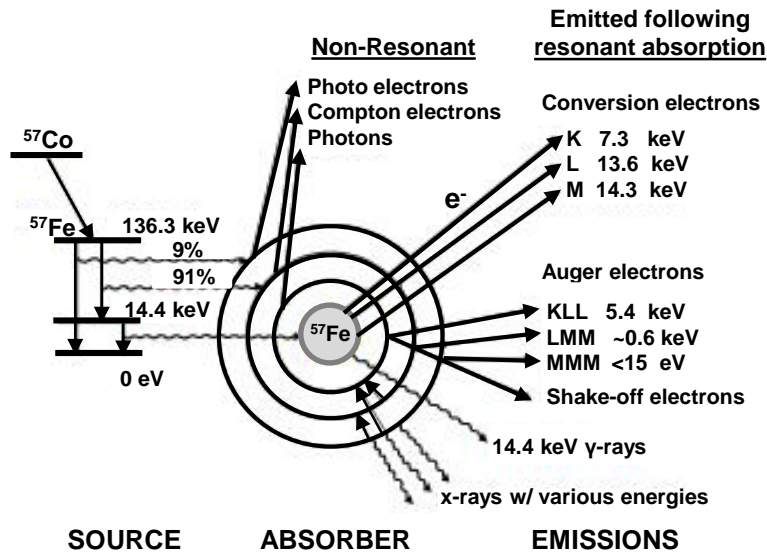 Non-Resonant
Emitted following
resonant absorption
Photo electrons
Compton electrons
Photons
Conversion electrons
K 7.3 keV
L 13.6 keV
M 14.3 keV
e-
57Co
57Fe
136.3 keV
9%
91%
14.4 keV
0 eV
57Fe
Auger electrons
KLL 5.4 keV
LMM ~0.6 keV
MMM <15 eV
Shake-off electrons
14.4 keV γ-rays
x-rays w/ various energies
SOURCE
ABSORBER
EMISSIONS